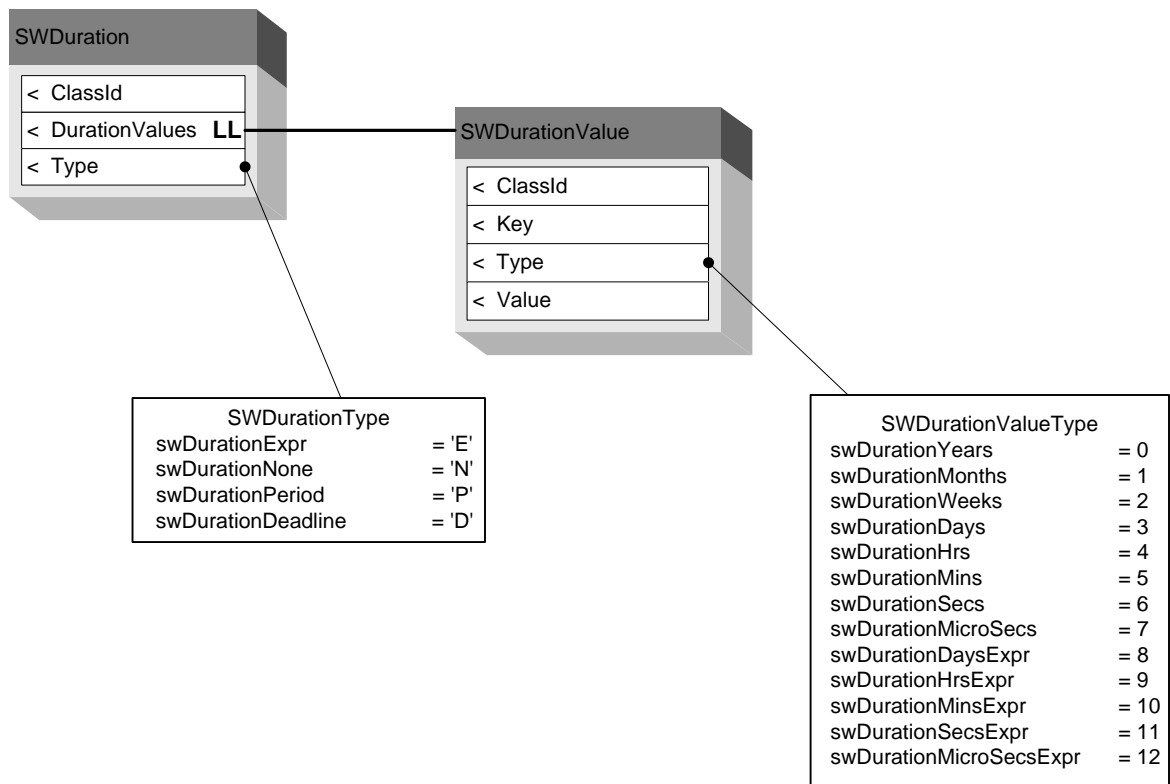 SWDuration
< ClassId
< DurationValues LL
< Type
SWDurationValue
< ClassId
< Key
< Type
< Value
SWDurationType
swDurationExpr = 'E'
swDurationNone = 'N'
swDurationPeriod = 'P'
swDurationDeadline = 'D'
SWDurationValueType
swDurationYears = 0
swDurationMonths = 1
swDurationWeeks = 2
swDurationDays = 3
swDurationHrs = 4
swDurationMins = 5
swDurationSecs = 6
swDurationMicroSecs = 7
swDurationDaysExpr = 8
swDurationHrsExpr = 9
swDurationMinsExpr = 10
swDurationSecsExpr = 11
swDurationMicroSecsExpr = 12